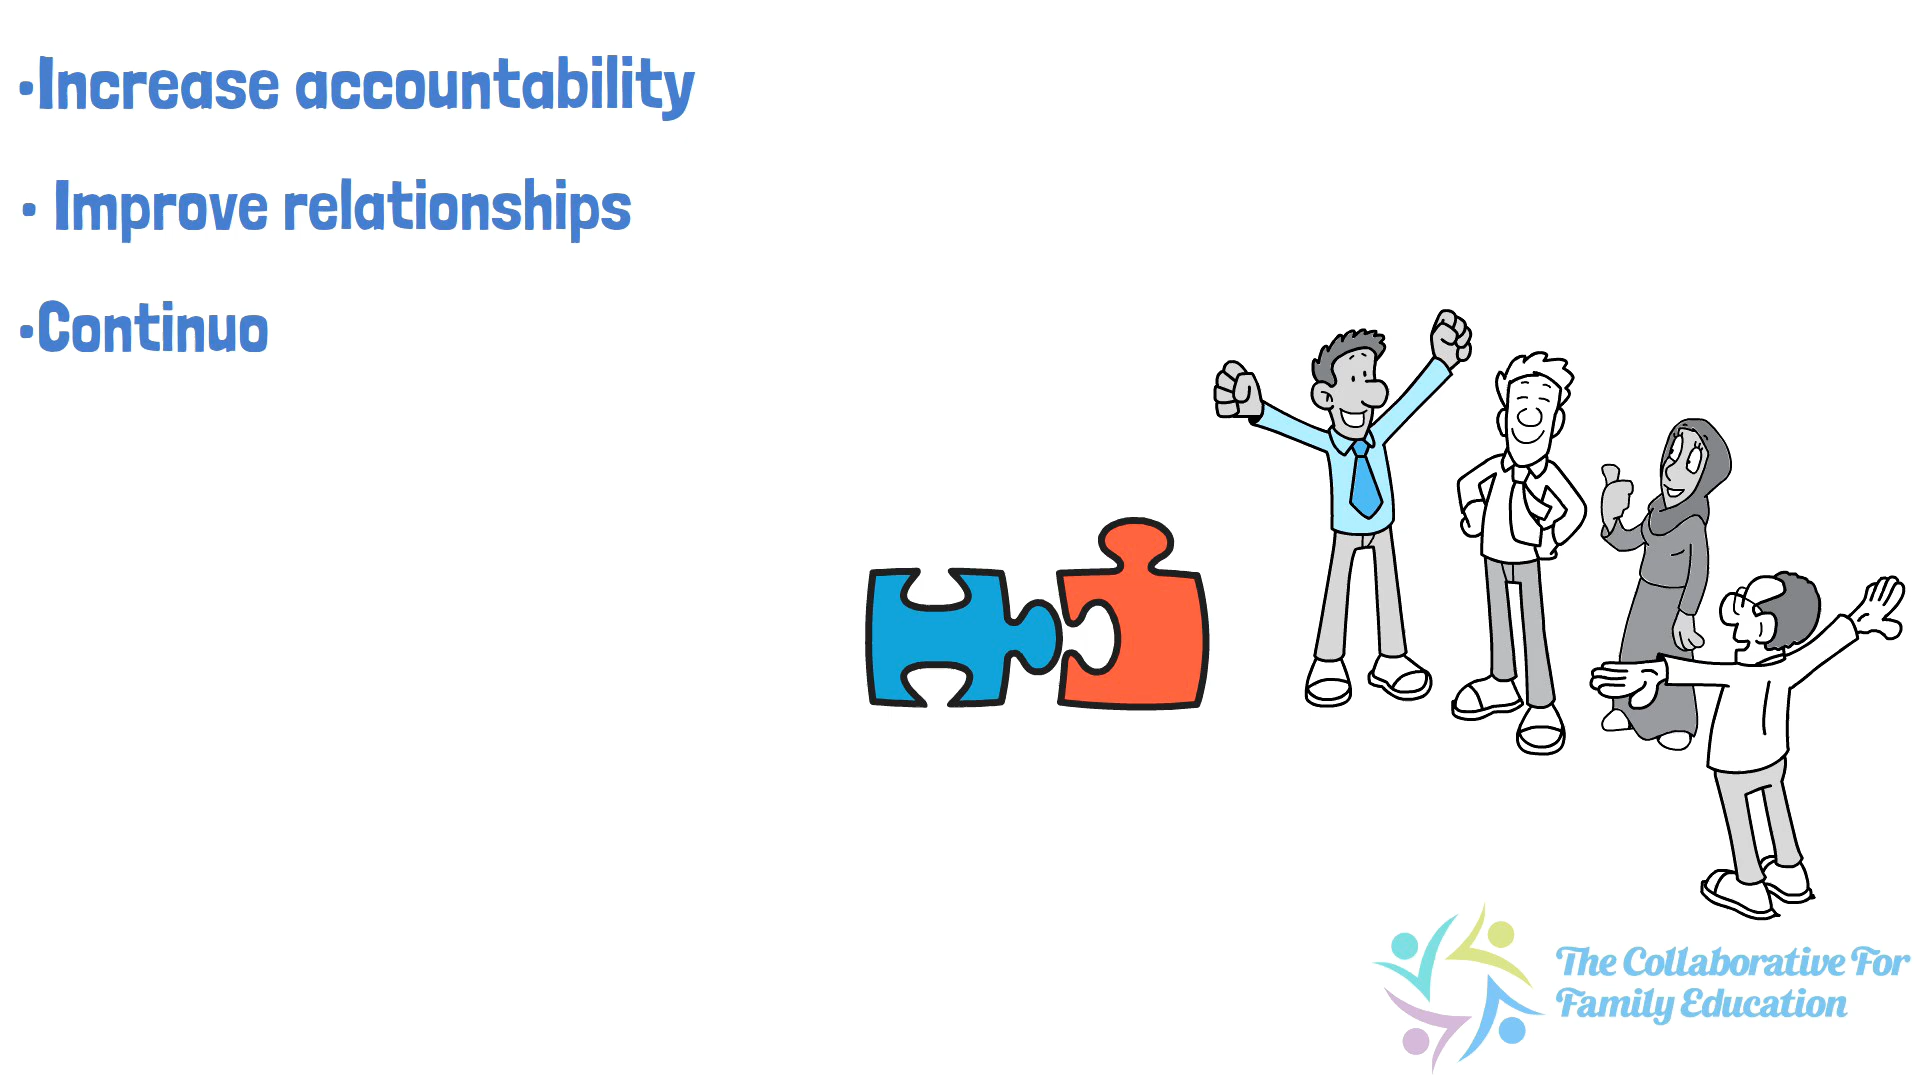 •Increase accountability
• Improve relationships
•Continuo
The Collaborative For
Family Education